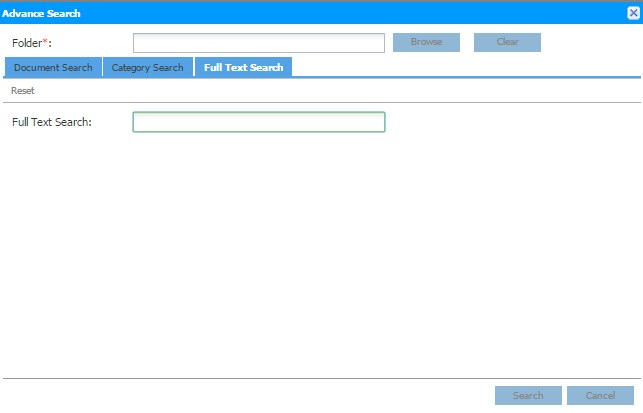 Advance Search
Folder*: Browse Clear
Document Search Category Search Full Text Search
Reset
Full Text Search:
Search Cancel